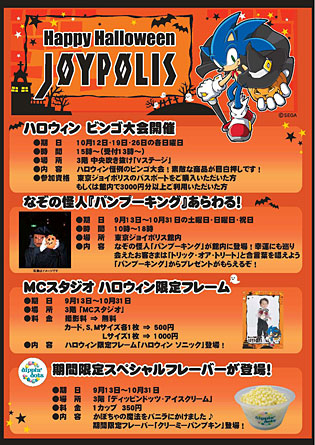 Happy Halloween
JOYPOLIS
©SEGA
ハロウィン ビンゴ大会開催
●期　日　10月12日・19日・26日の各日曜日
●時　間　15時～(受付13時～)
●場　所　3階 中央吹き抜け「Vステージ」
●内　容　ハロウィン恒例のビンゴ大会！素敵な商品が目白押しです！
●参加資格　東京ジョイポリスのパスポートをご購入いただいた方
もしくは館内で3000円分以上ご利用いただいた方
なぞの怪人『パンプーキング』あらわる！
●期　日　9月13日～10月31日の土曜日・日曜日・祝日
●時　間　10時～18時
●場　所　東京ジョイポリス館内
●内　容　なぞの怪人「パンプーキング」が館内に登場！幸運にも巡り
会えたお客さまは「トリック・オア・トリート」と合言葉を唱えよう
「パンプーキング」からプレゼントがもらえるぞ！
MCスタジオ ハロウィン限定フレーム
●期　日　9月13日～10月31日
●場　所　3階「MCスタジオ」
●料　金　撮影料 ⇒ 無料
カード、S、Mサイズ各1枚 ⇒ 500円
Lサイズ 1枚 ⇒ 1000円
●内　容　ハロウィン限定フレーム「ハロウィン ソニック」登場！
dippin' dots
期間限定スペシャルフレーバーが登場！
●期　日　9月13日～10月31日
●場　所　3階「ディッピンドッツ・アイスクリーム」
●料　金　1カップ 350円
●内　容　かぼちゃの魔法をバニラにかけました♪
期間限定フレーバー「クリーミーパンプキン」登場！